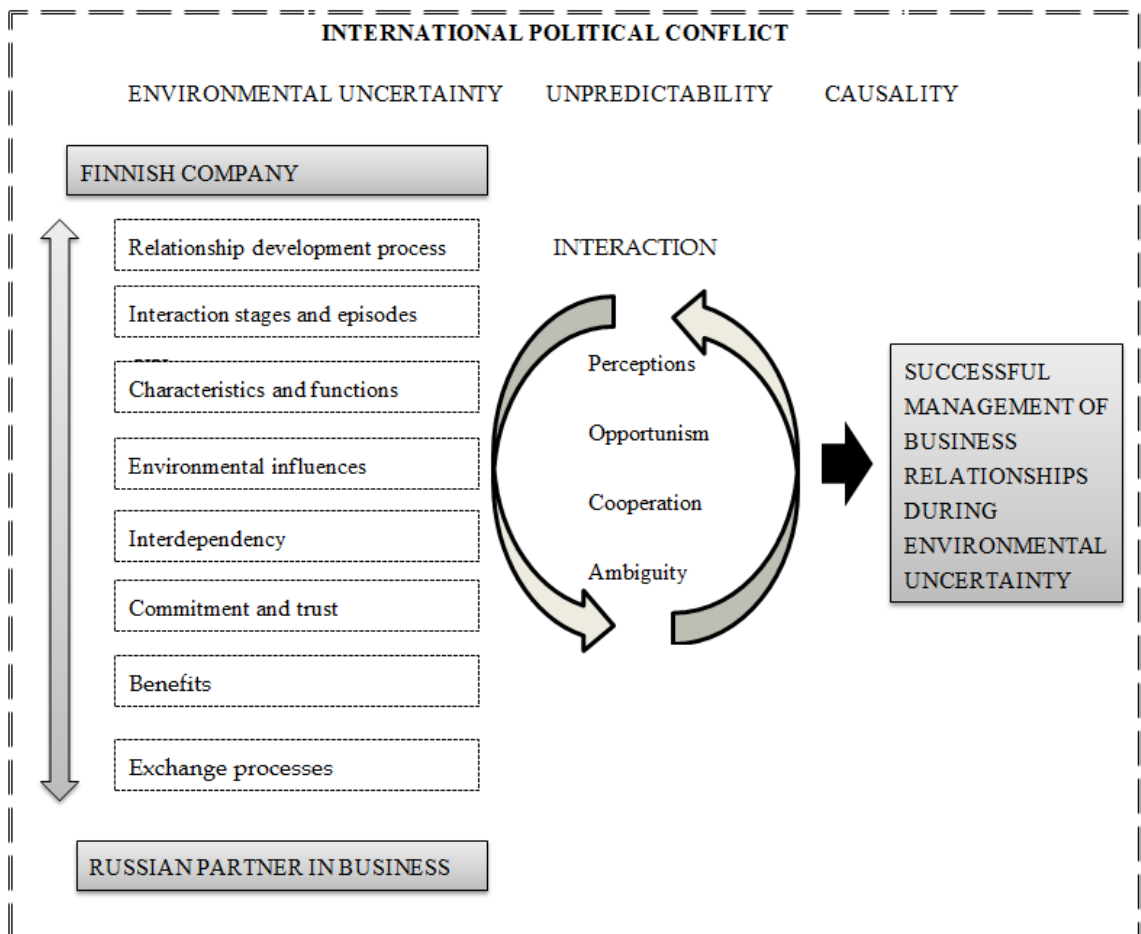 INTERNATIONAL POLITICAL CONFLICT
ENVIRONMENTAL UNCERTAINTY UNPREDICTABILITY CAUSALITY
FINNISH COMPANY
Relationship development process
Interaction stages and episodes
Characteristics and functions
Environmental influences
Interdependency
Commitment and trust
Benefits
Exchange processes
RUSSIAN PARTNER IN BUSINESS
INTERACTION
Perceptions
Opportunism
Cooperation
Ambiguity
SUCCESSFUL
MANAGEMENT OF
BUSINESS
RELATIONSHIPS
DURING
ENVIRONMENTAL
UNCERTAINTY